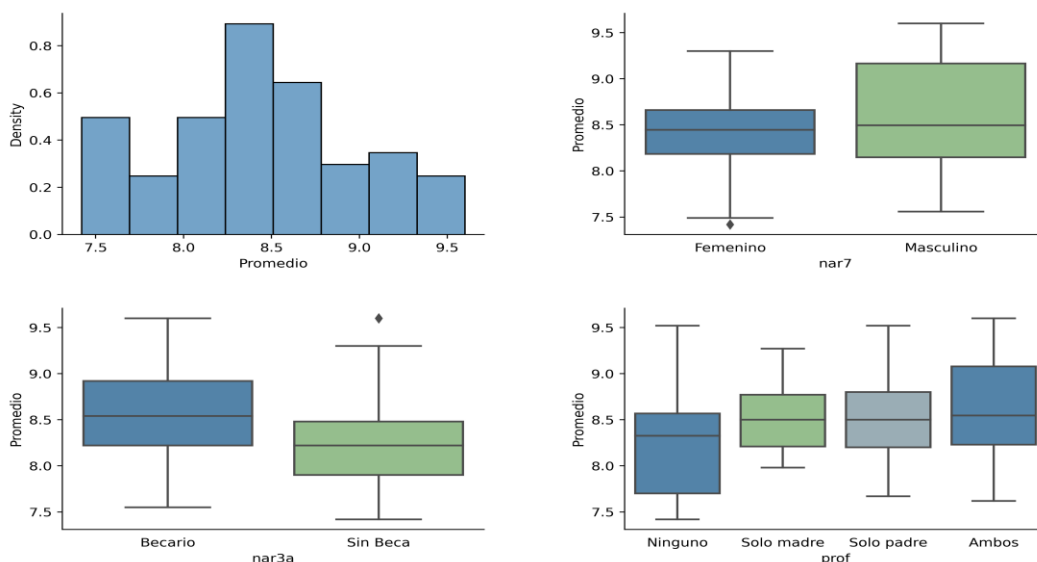 Density
0.8
0.6
0.4
0.2
0.0
7.5 8.0 8.5 9.0 9.5
Promedio
Promedio
9.5
9.0
8.5
8.0
7.5
Femenino Masculino
nar7
Promedio
9.5
9.0
8.5
8.0
7.5
Becario Sin Beca
nar3a
Promedio
9.5
9.0
8.5
8.0
7.5
Ninguno Solo madre Solo padre Ambos
prof